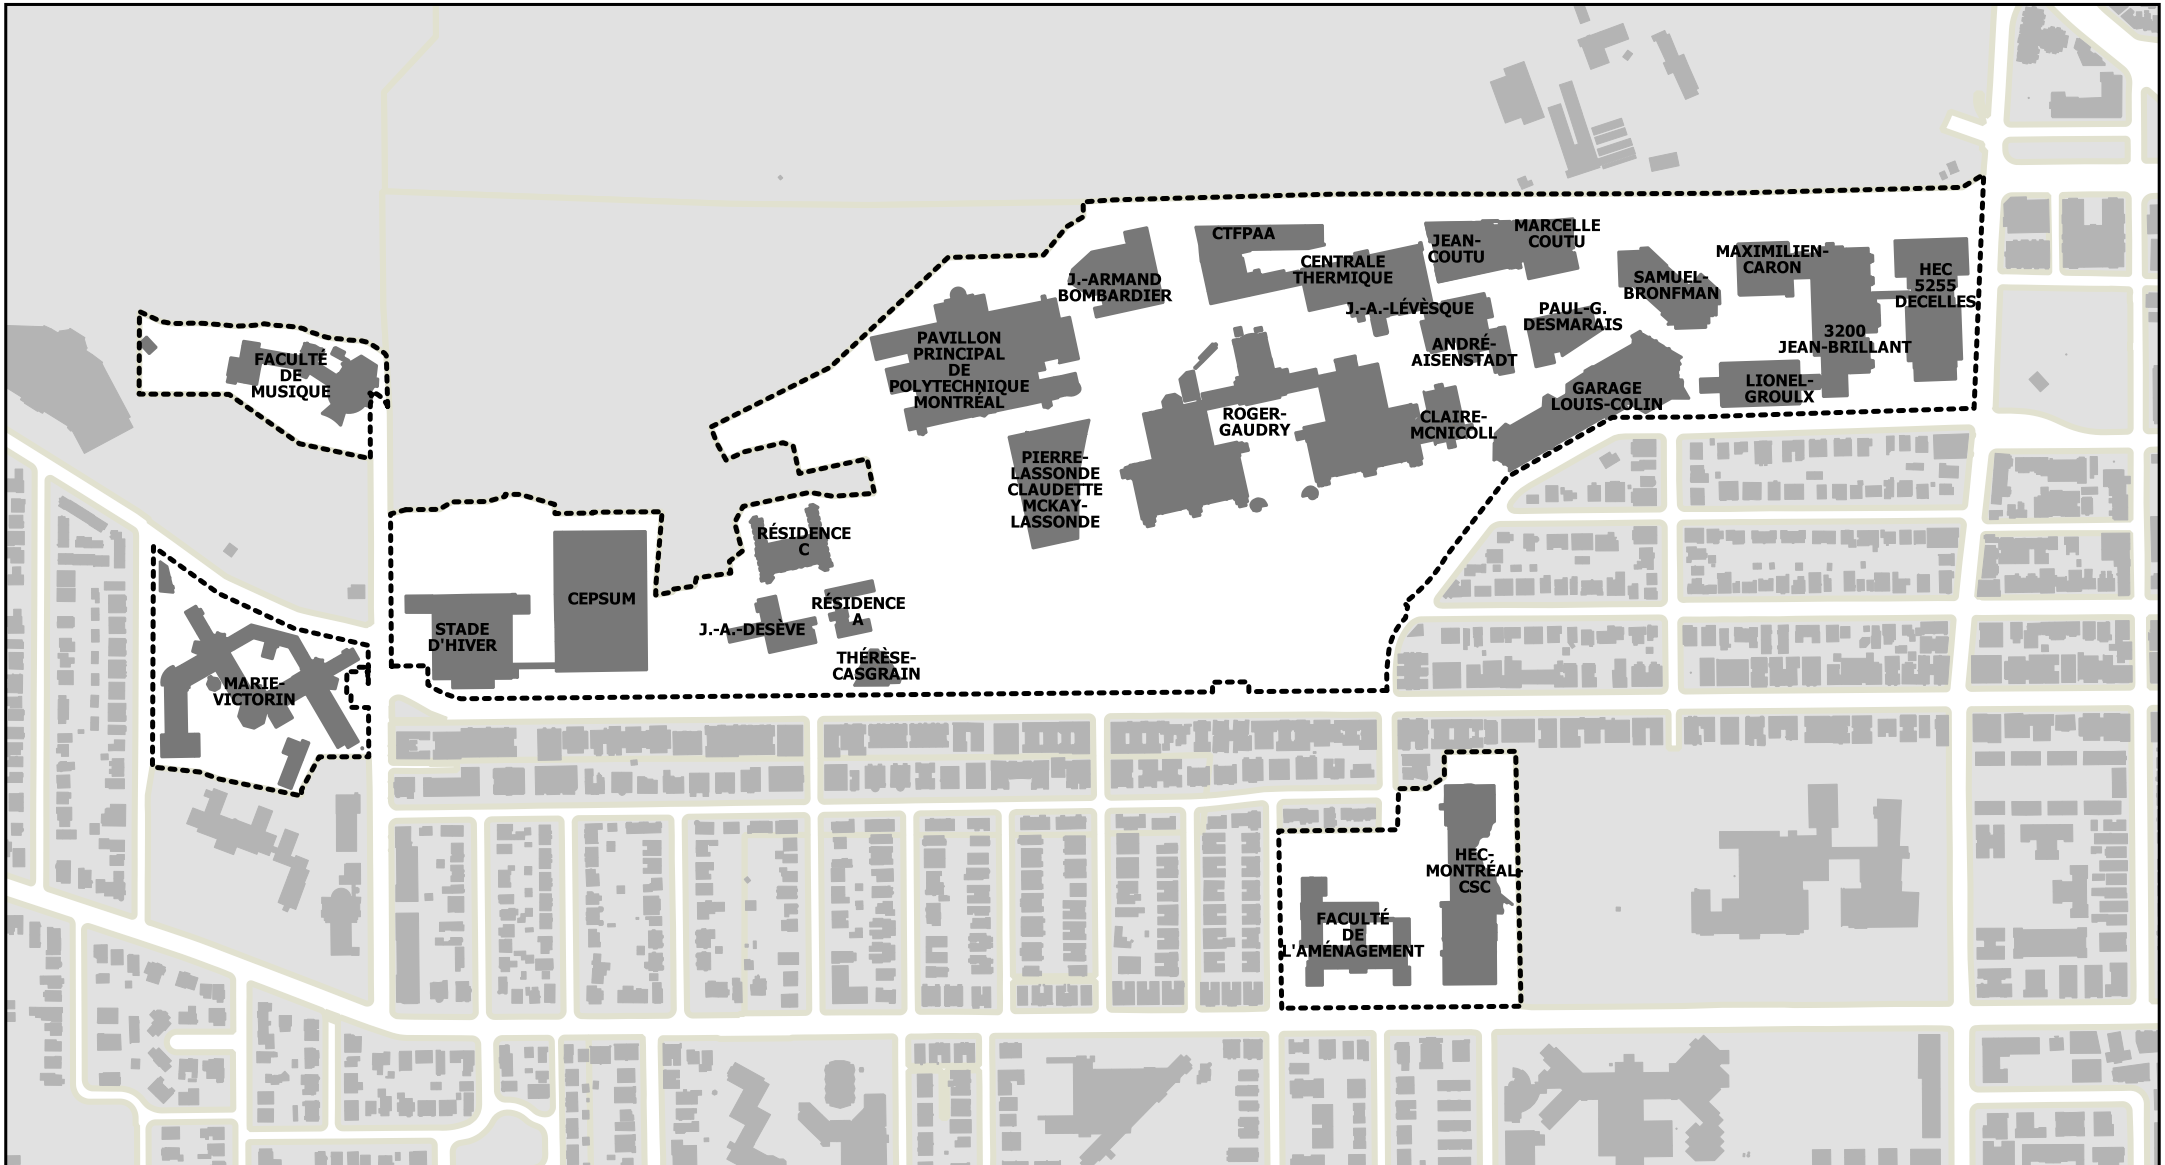 CTFPAA
JEAN-
COUTU
MARCELLE
COUTU
CENTRALE
THERMIQUE
J.-ARMAND
BOMBARDIER
SAMUEL-
BRONFMAN
MAXIMILIEN-
CARON
HEC
5255
DECELLES
J.-A.-LÉVÈSQUE
PAUL-G.
DESMARAIS
ANDRÉ-
AISENSTADT
3200
JEAN-BRILLANT
PAVILLON
PRINCIPAL
DE
POLYTECHNIQUE
MONTRÉAL
FACULTÉ
DE
MUSIQUE
GARAGE
LOUIS-COLIN
LIONEL-
GROULX
ROGER-
GAUDRY
CLAIRE-
MCNICOLL
PIERRE-
LASSONDE
CLAUDETTE
MCKAY-
LASSONDE
RÉSIDENCE
C
CEPSUM
RÉSIDENCE
A
STADE
D'HIVER
J.-A.-DESÈVE
THÉRÈSE-
CASGRAIN
MARIE-
VICTORIN
HEC-
MONTRÉAL-
CSC
FACULTÉ
DE
L'AMÉNAGEMENT